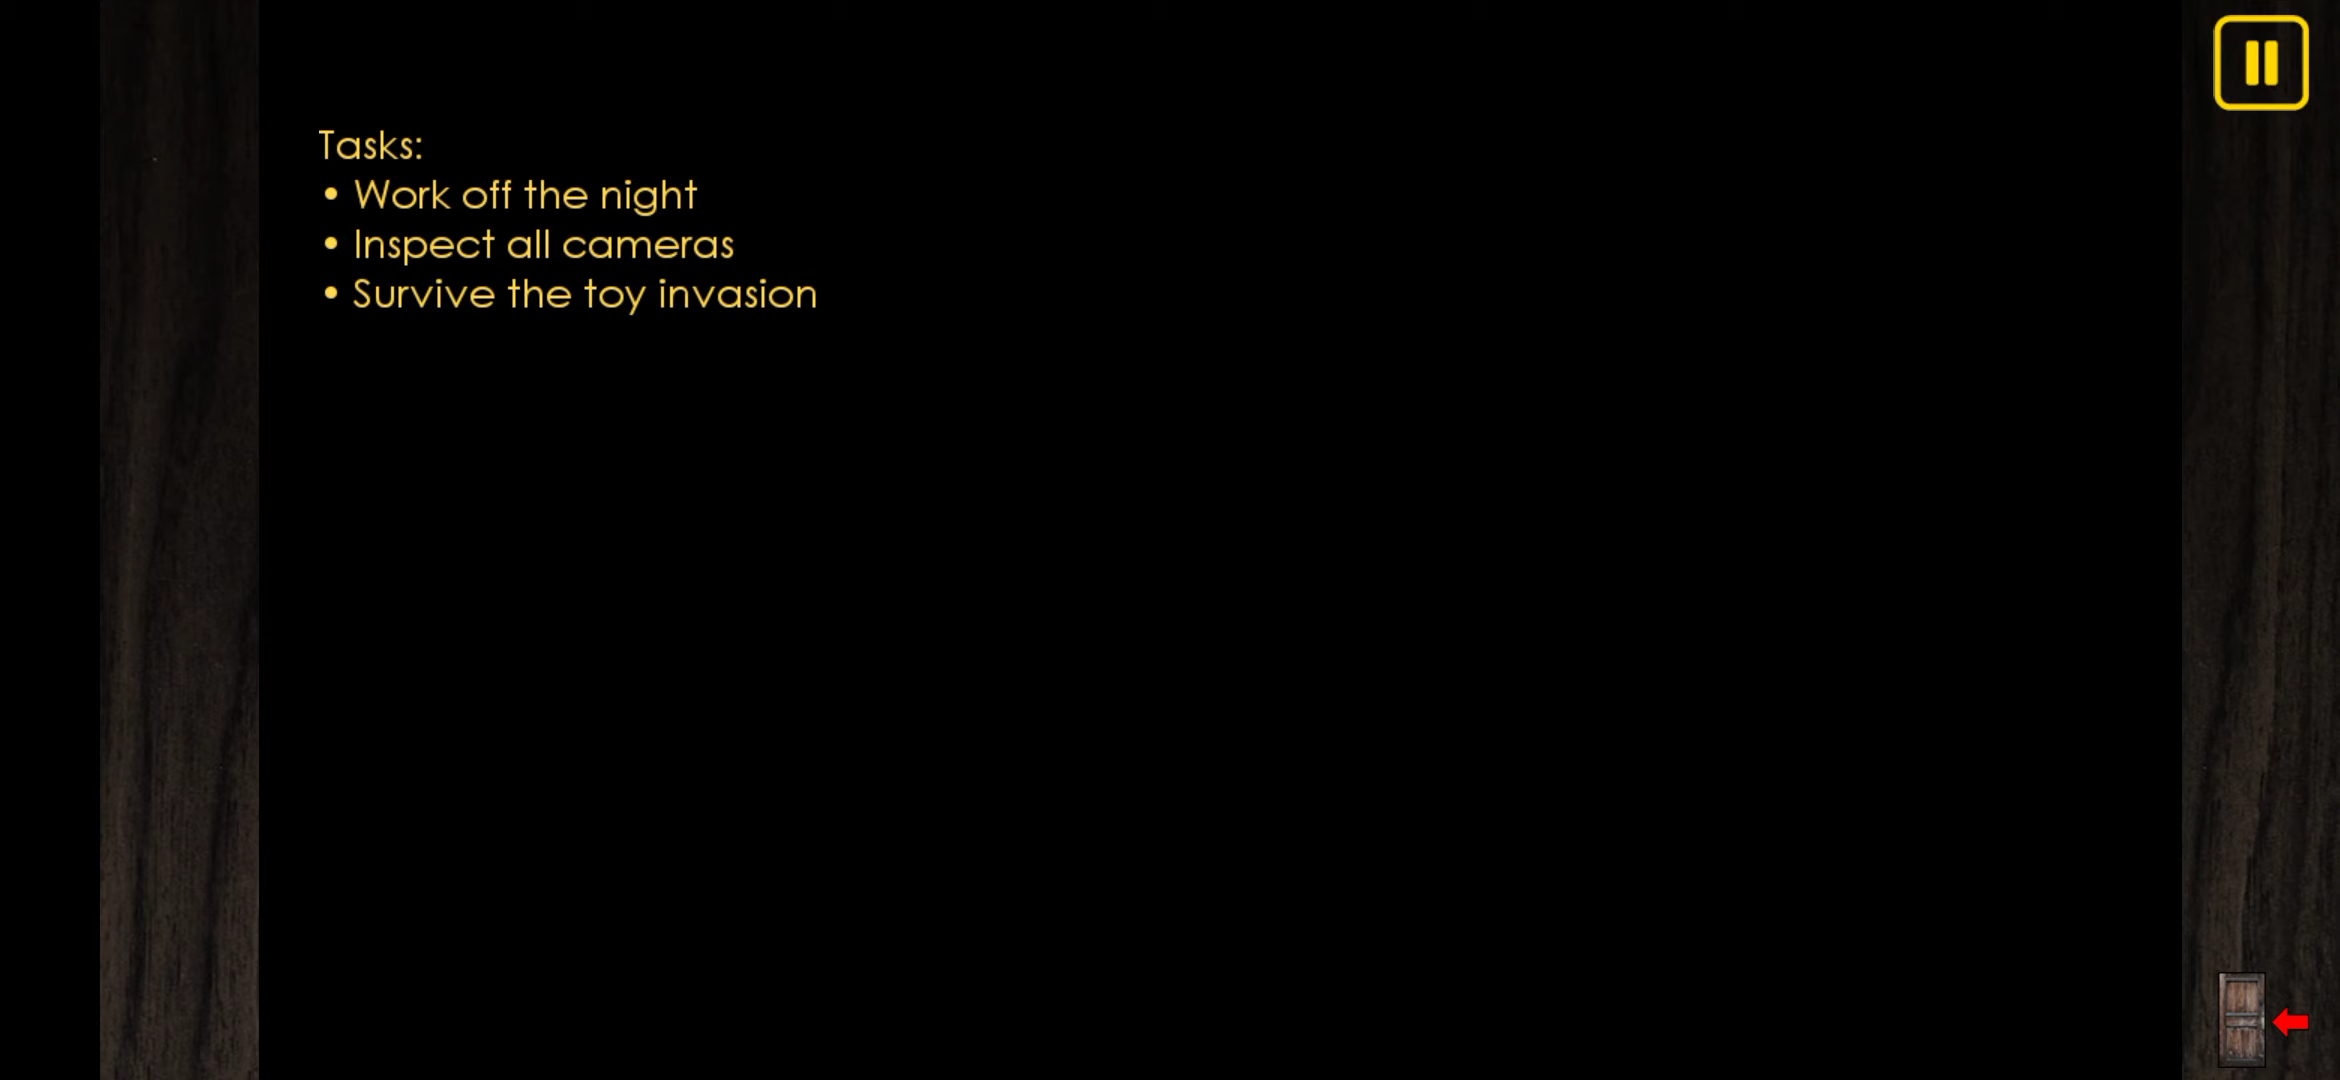 Tasks:
• Work off the night
• Inspect all cameras
• Survive the toy invasion